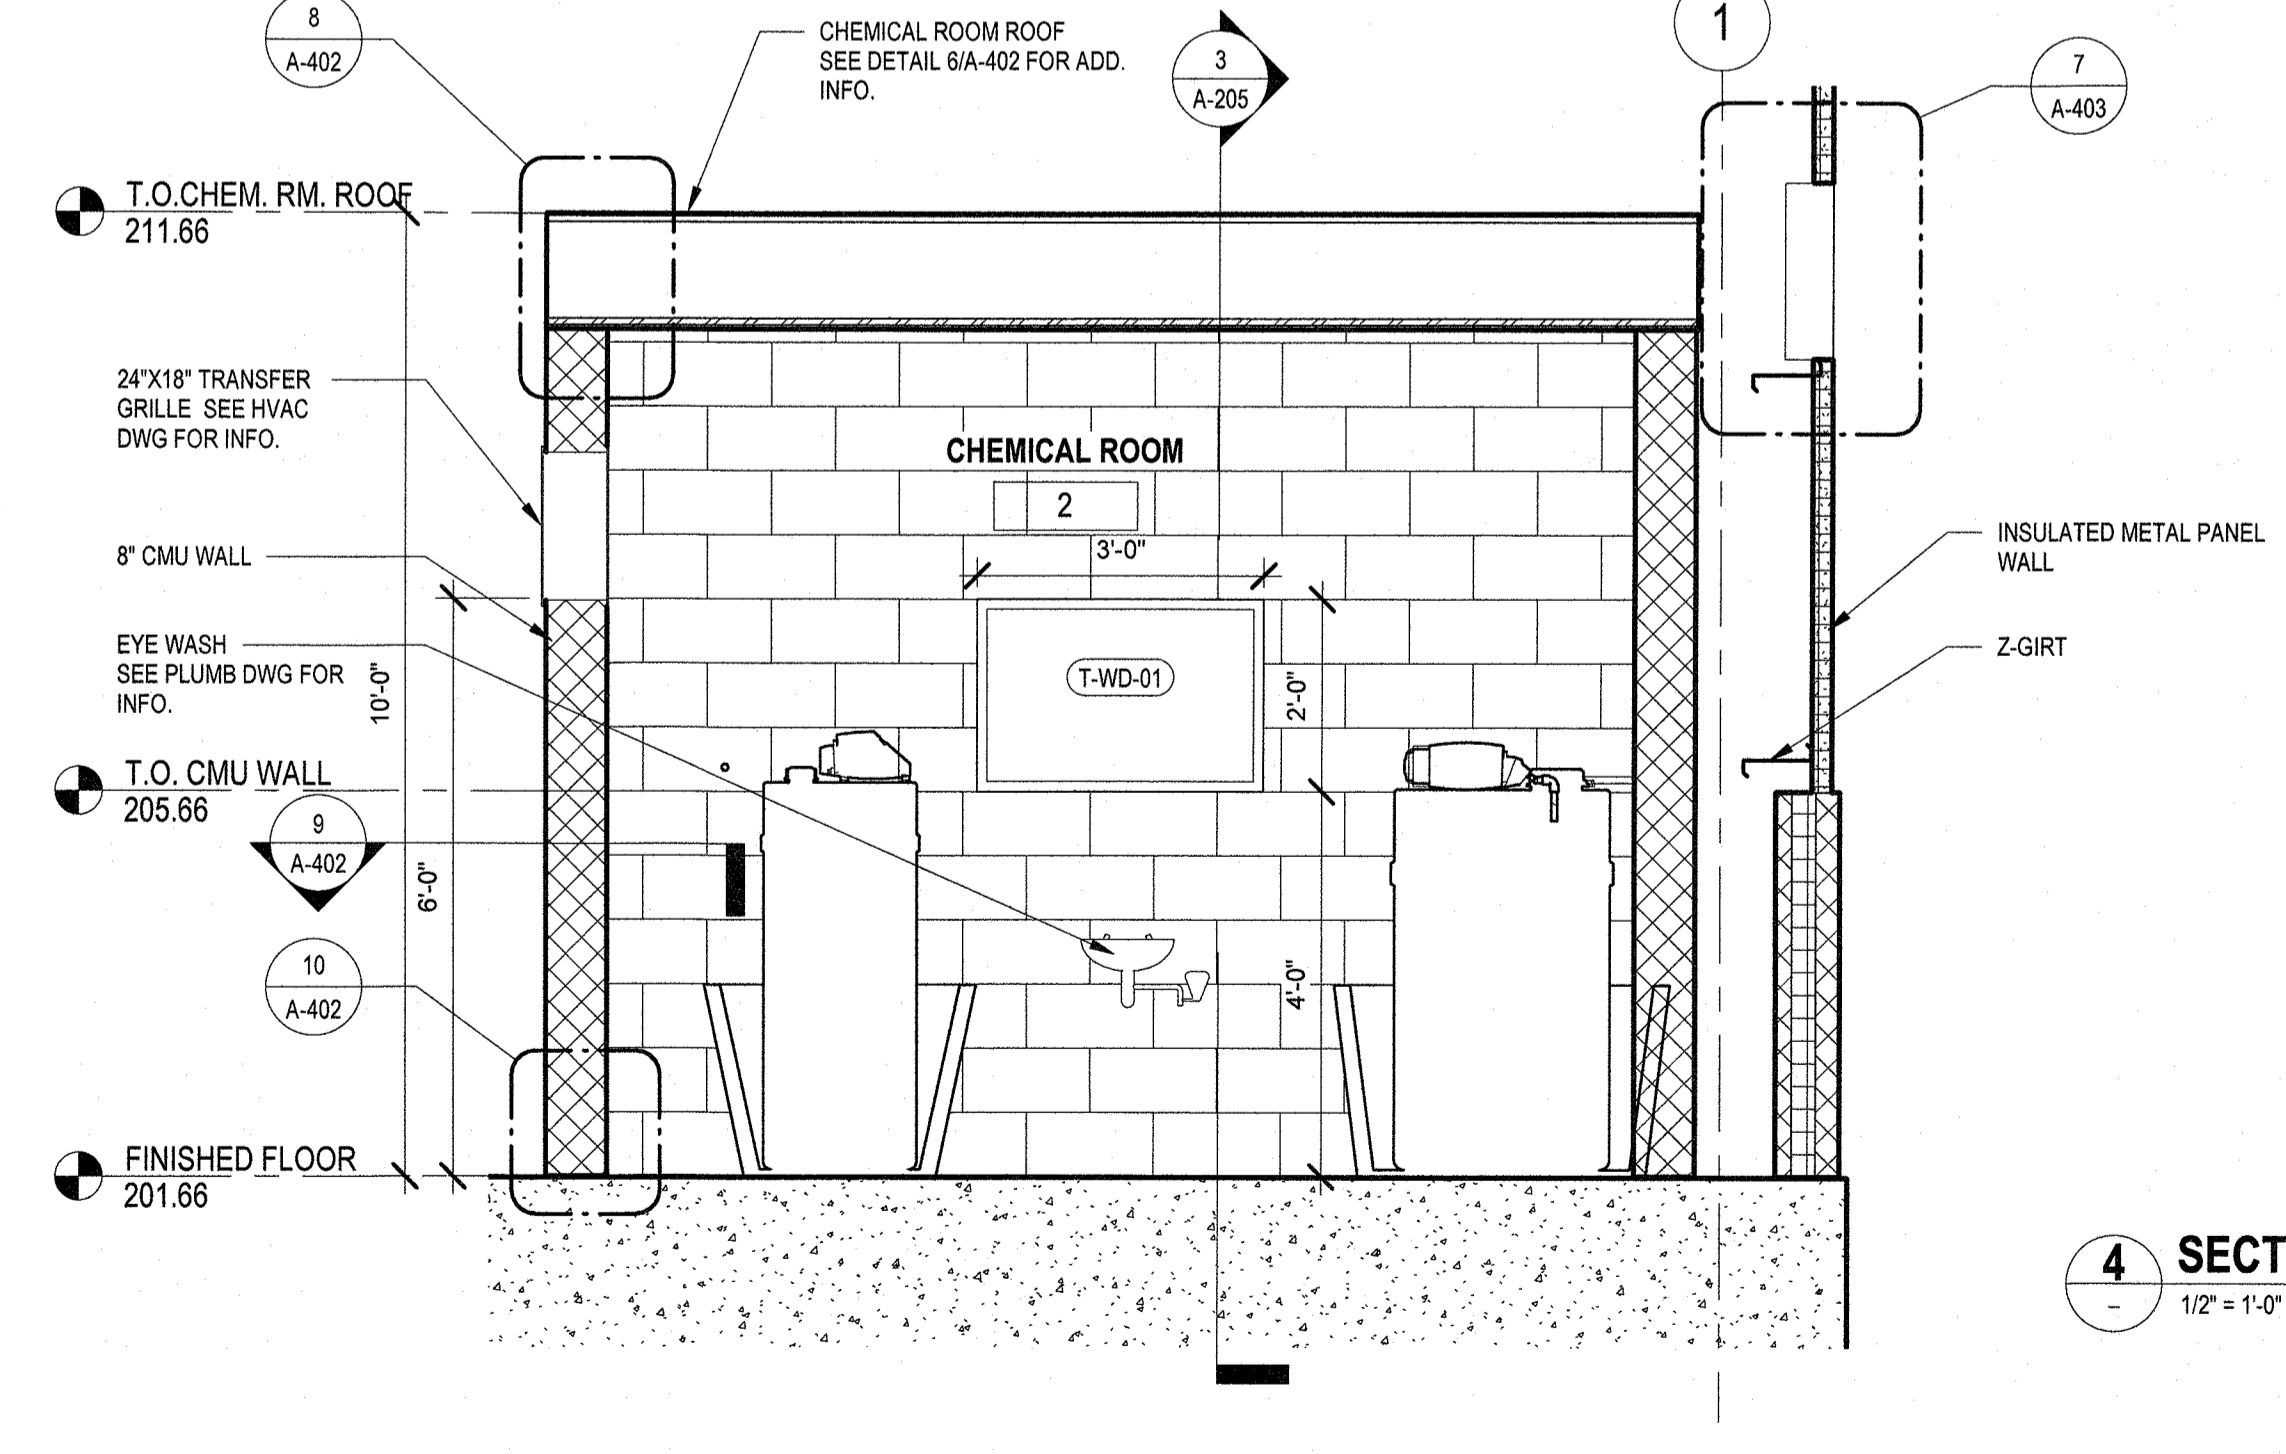 8
A-402
CHEMICAL ROOM ROOF
SEE DETAIL 6/A-402 FOR ADD.
INFO.
3
A-205
1
7
A-403
T.O.CHEM. RM. ROOF
211.66
24"X18" TRANSFER
GRILLE SEE HVAC
DWG FOR INFO.
CHEMICAL ROOM
2
8" CMU WALL
3'-0"
INSULATED METAL PANEL
WALL
EYE WASH
SEE PLUMB DWG FOR
INFO.
10'-0"
T-WD-01
2'-0"
Z-GIRT
T.O. CMU WALL
205.66
9
A-402
6'-0"
10
A-402
4'-0"
FINISHED FLOOR
201.66
4
-
SECT
1/2" = 1'-0"